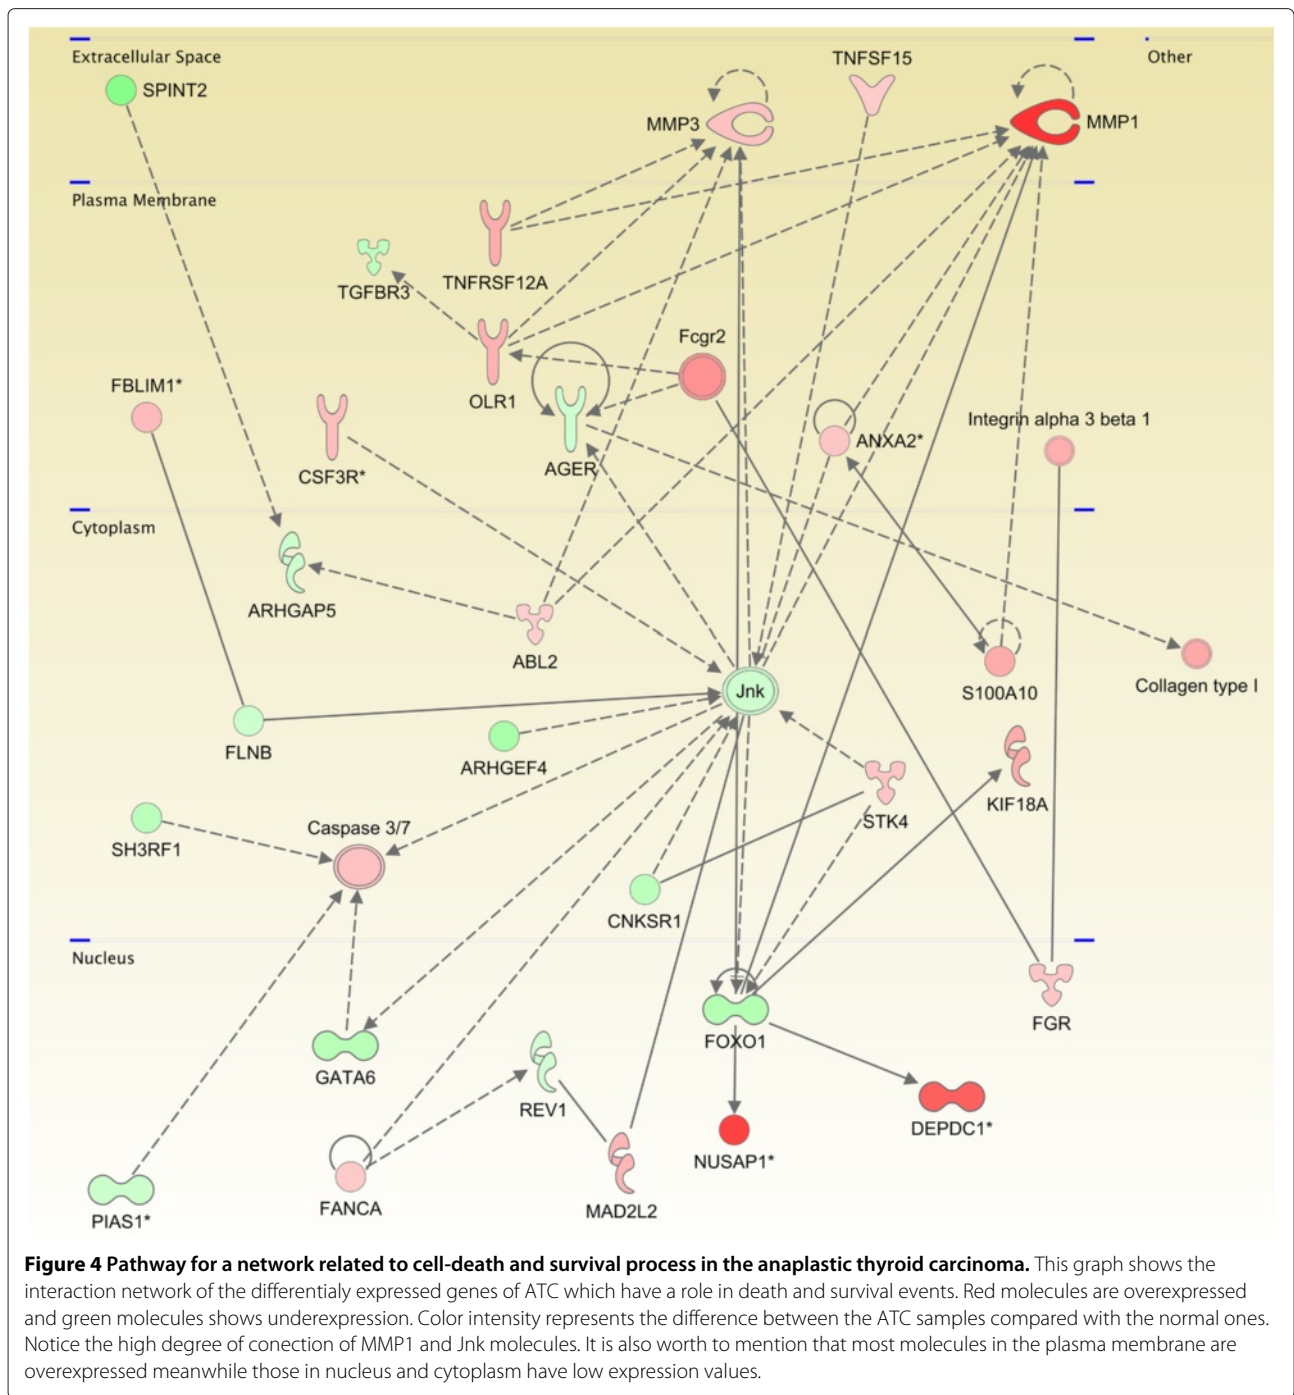 Extracellular Space
Other
TNFSF15
SPINT2
MMP3
MMP1
Plasma Membrane
TNFRSF12A
TGFBR3
Fcgr2
FBLIM1*
OLR1
Integrin alpha 3 beta 1
ANXA2*
AGER
CSF3R*
Cytoplasm
ARHGAP5
ABL2
Jnk
S100A10
Collagen type I
FLNB
ARHGEF4
KIF18A
STK4
Caspase 3/7
SH3RF1
CNKSR1
Nucleus
FGR
FOXO1
GATA6
REV1
DEPDC1*
NUSAP1*
FANCA
MAD2L2
PIAS1*
Figure 4 Pathway for a network related to cell-death and survival process in the anaplastic thyroid carcinoma. This graph shows the
interaction network of the differentialy expressed genes of ATC which have a role in death and survival events. Red molecules are overexpressed
and green molecules shows underexpression. Color intensity represents the difference between the ATC samples compared with the normal ones.
Notice the high degree of conection of MMP1 and Jnk molecules. It is also worth to mention that most molecules in the plasma membrane are
overexpressed meanwhile those in nucleus and cytoplasm have low expression values.